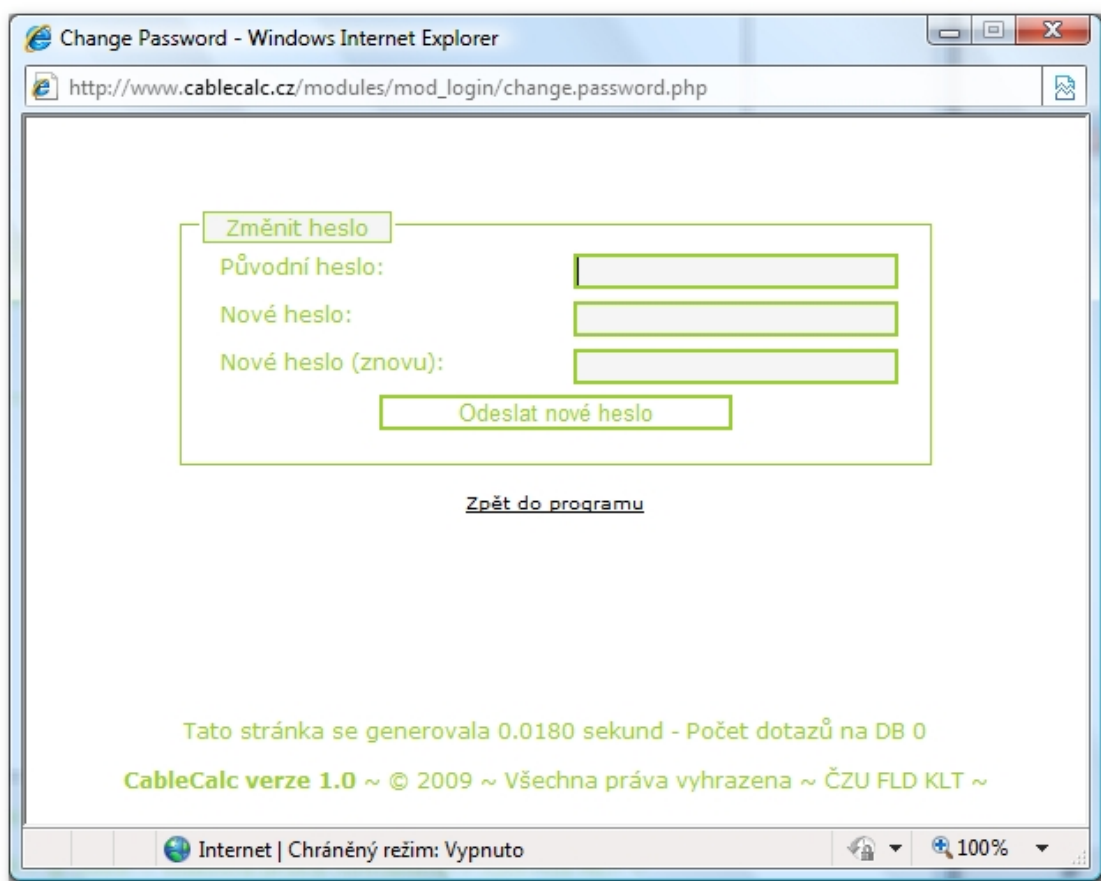 Change Password - Windows Internet Explorer
http://www.cablecalc.cz/modules/mod_login/change.password.php
Změnit heslo
Původní heslo:
Nové heslo:
Nové heslo (znovu):
Odeslat nové heslo
Zpět do programu
Tato stránka se generovala 0.0180 sekund - Počet dotazů na DB 0
CableCalc verze 1.0 ~ © 2009 ~ Všechna práva vyhrazena ~ ČZU FLD KLT ~
Internet | Chráněný režim: Vypnuto
100%